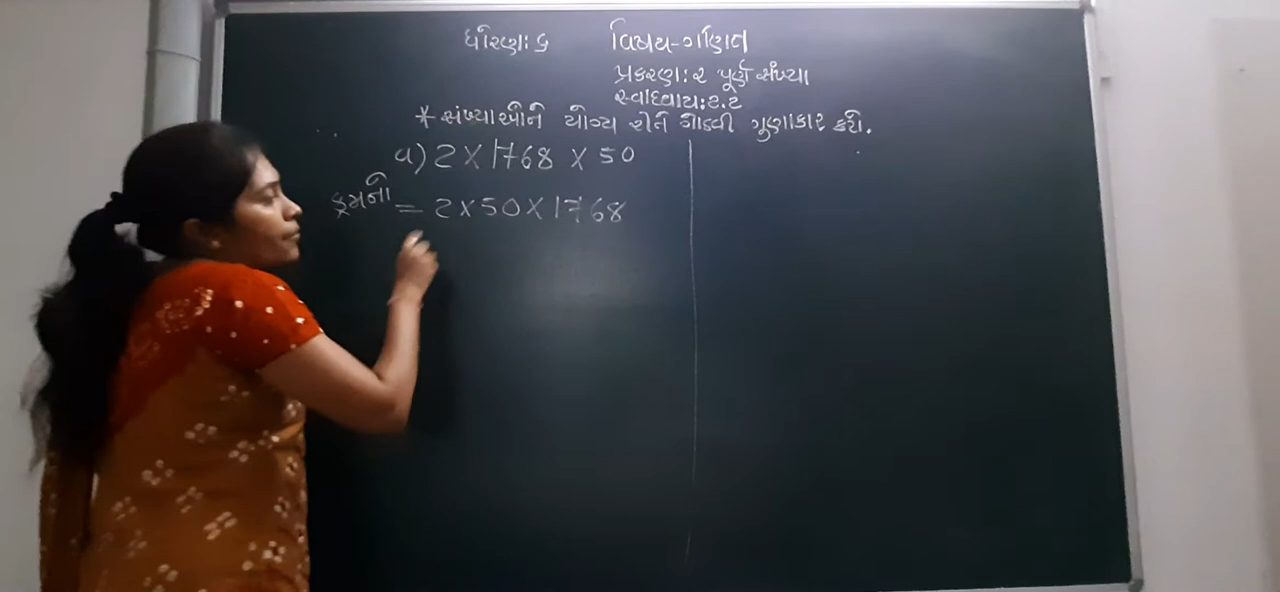 ધોરણ: ૬ વિષય-ગણિત
પ્રકરણ: ૨ પૂર્ણ સંખ્યા
સ્વાધ્યાય: ૨.૨
* સંખ્યાઓને યોગ્ય રીતે ગોઠવી ગુણાકાર કરો.
a) 2 X 1768 X 50
ક્રમનો = 2 X 50 X 1768